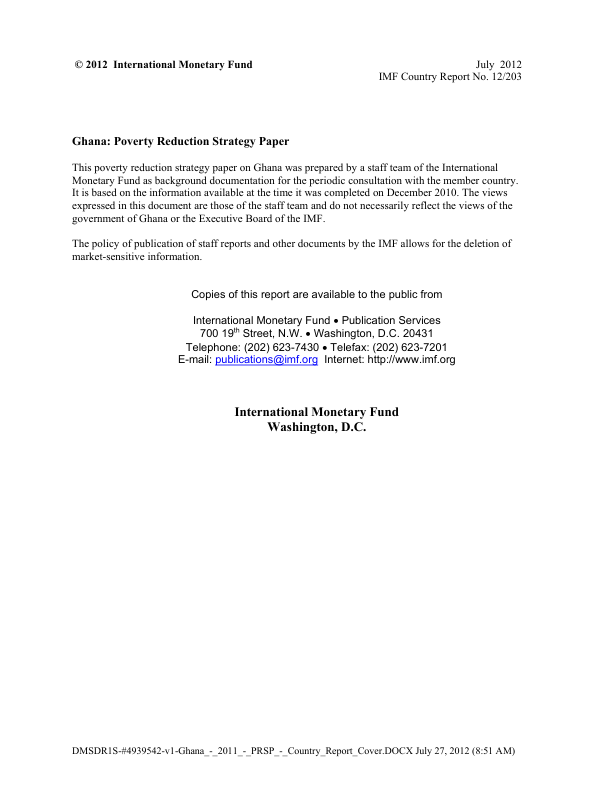 © 2012 International Monetary Fund
July 2012
IMF Country Report No. 12/203
Ghana: Poverty Reduction Strategy Paper
This poverty reduction strategy paper on Ghana was prepared by a staff team of the International
Monetary Fund as background documentation for the periodic consultation with the member country.
It is based on the information available at the time it was completed on December 2010. The views
expressed in this document are those of the staff team and do not necessarily reflect the views of the
government of Ghana or the Executive Board of the IMF.
The policy of publication of staff reports and other documents by the IMF allows for the deletion of
market-sensitive information.
Copies of this report are available to the public from
International Monetary Fund • Publication Services
700 19th Street, N.W. • Washington, D.C. 20431
Telephone: (202) 623-7430 • Telefax: (202) 623-7201
E-mail: publications@imf.org Internet: http://www.imf.org
International Monetary Fund
Washington, D.C.
DMSDR1S-#4939542-v1-Ghana_-_2011_-_PRSP_-_Country_Report_Cover.DOCX July 27, 2012 (8:51 AM)